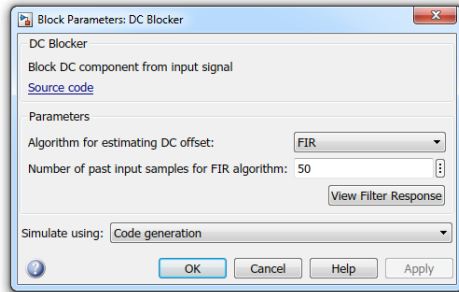 Block Parameters: DC Blocker
DC Blocker
Block DC component from input signal
Source code
Parameters
Algorithm for estimating DC offset: FIR
Number of past input samples for FIR algorithm: 50
View Filter Response
Simulate using: Code generation
OK Cancel Help Apply